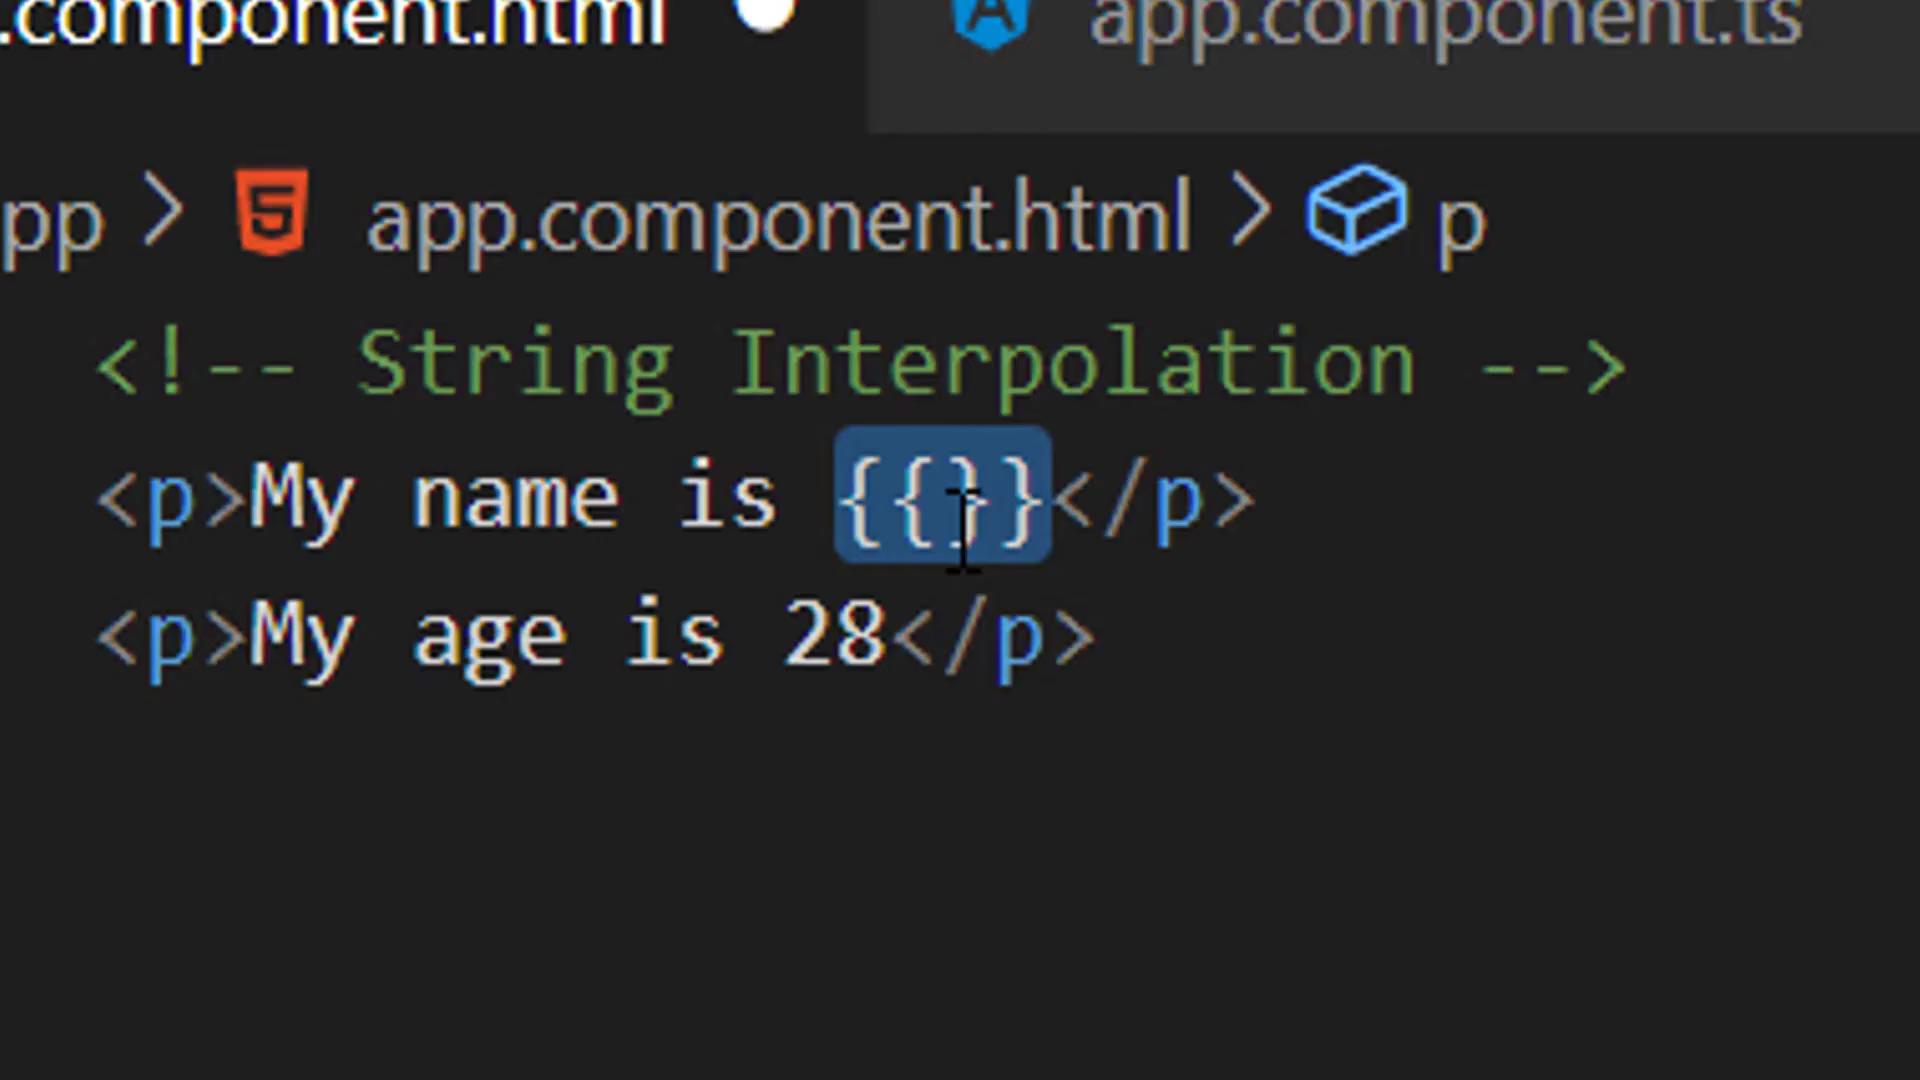 .component.html app.component.ts
pp > app.component.html > p
<!-- String Interpolation -->
<p>My name is {{}}</p>
<p>My age is 28</p>